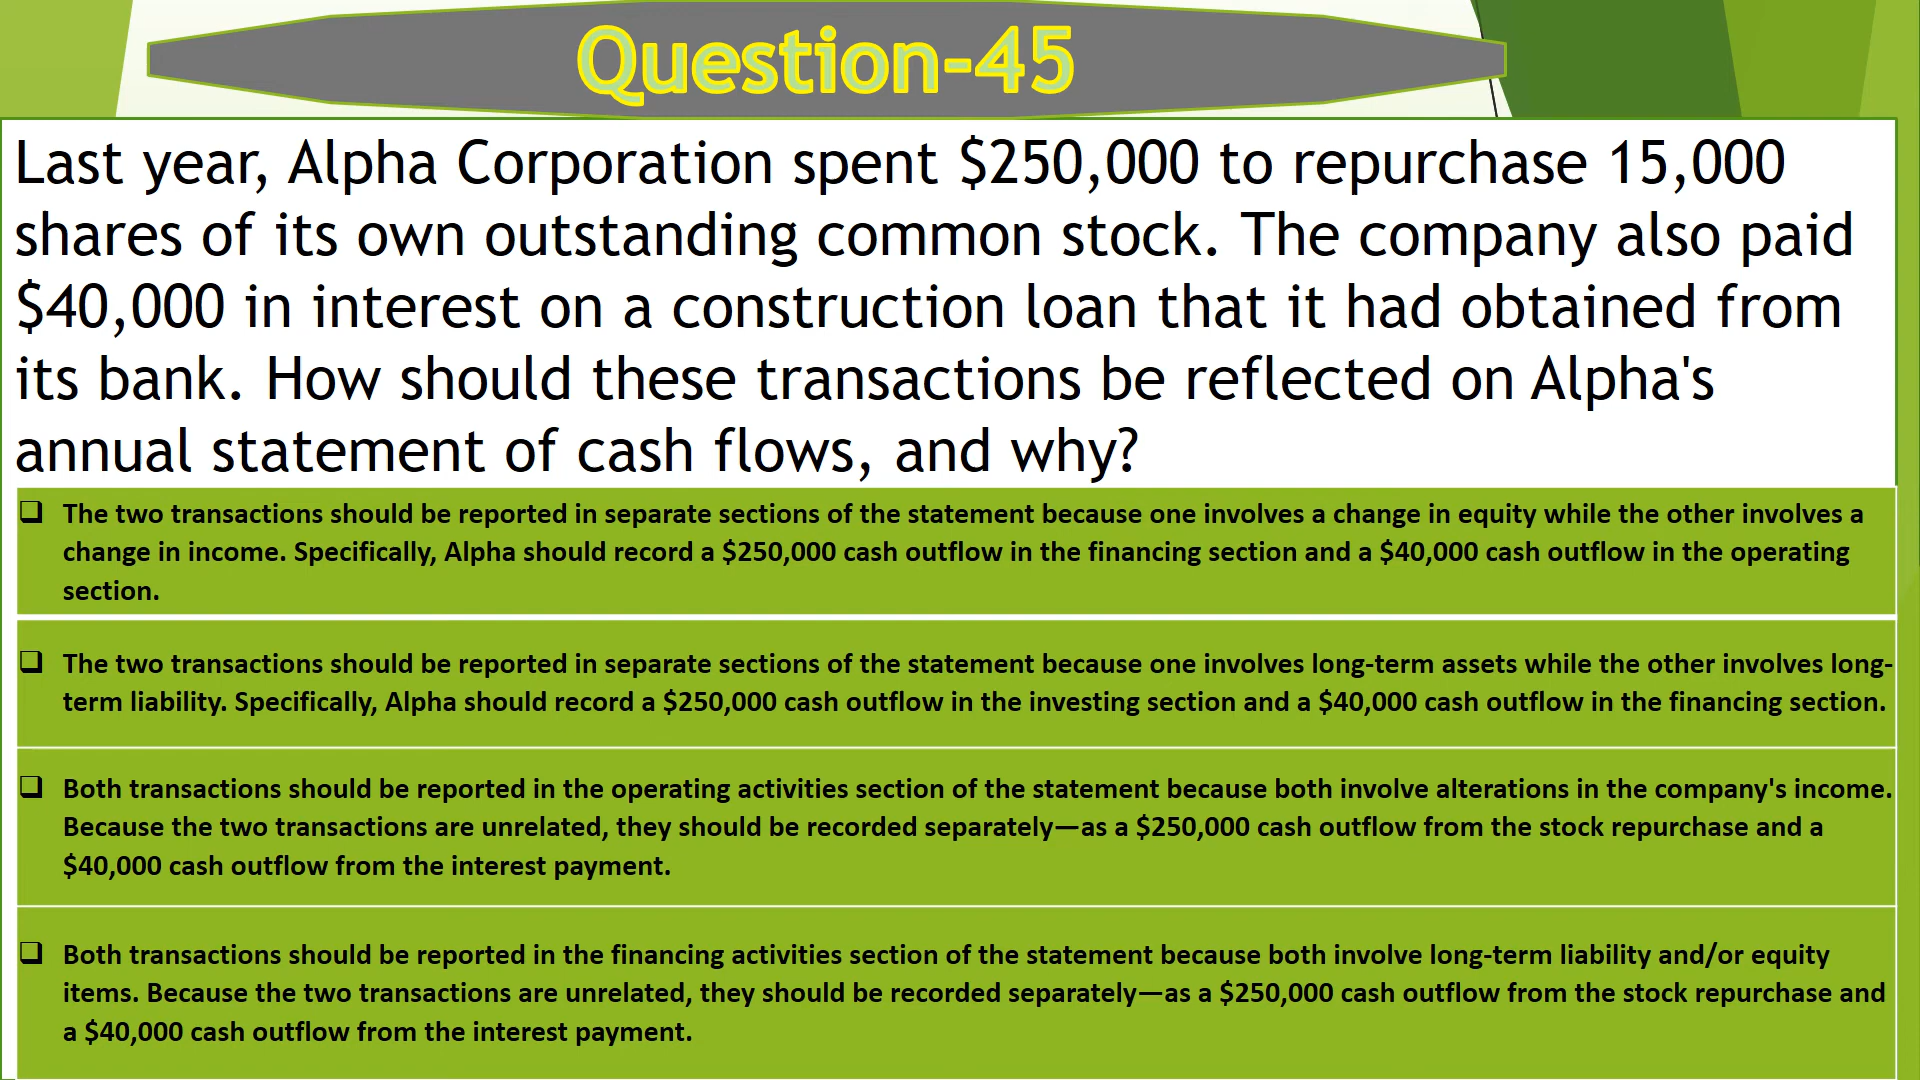 Question-45
Last year, Alpha Corporation spent $250,000 to repurchase 15,000
shares of its own outstanding common stock. The company also paid
$40,000 in interest on a construction loan that it had obtained from
its bank. How should these transactions be reflected on Alpha's
annual statement of cash flows, and why?
The two transactions should be reported in separate sections of the statement because one involves a change in equity while the other involves a
change in income. Specifically, Alpha should record a $250,000 cash outflow in the financing section and a $40,000 cash outflow in the operating
section.
The two transactions should be reported in separate sections of the statement because one involves long-term assets while the other involves long-
term liability. Specifically, Alpha should record a $250,000 cash outflow in the investing section and a $40,000 cash outflow in the financing section.
Both transactions should be reported in the operating activities section of the statement because both involve alterations in the company's income.
Because the two transactions are unrelated, they should be recorded separately—as a $250,000 cash outflow from the stock repurchase and a
$40,000 cash outflow from the interest payment.
Both transactions should be reported in the financing activities section of the statement because both involve long-term liability and/or equity
items. Because the two transactions are unrelated, they should be recorded separately—as a $250,000 cash outflow from the stock repurchase and
a $40,000 cash outflow from the interest payment.